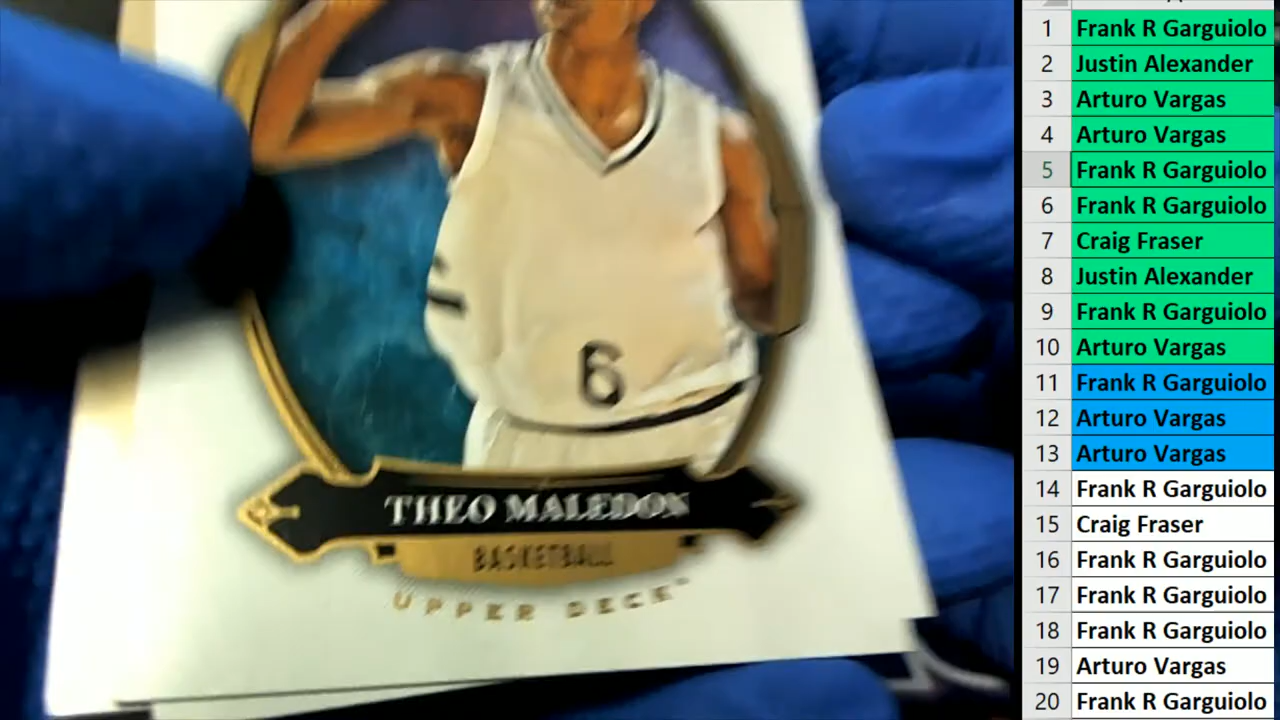 6
THEO MALEDON
BASKETBALL
UPPER DECK
1 Frank R Garguiolo
2 Justin Alexander
3 Arturo Vargas
4 Arturo Vargas
5 Frank R Garguiolo
6 Frank R Garguiolo
7 Craig Fraser
8 Justin Alexander
9 Frank R Garguiolo
10 Arturo Vargas
11 Frank R Garguiolo
12 Arturo Vargas
13 Arturo Vargas
14 Frank R Garguiolo
15 Craig Fraser
16 Frank R Garguiolo
17 Frank R Garguiolo
18 Frank R Garguiolo
19 Arturo Vargas
20 Frank R Garguiolo